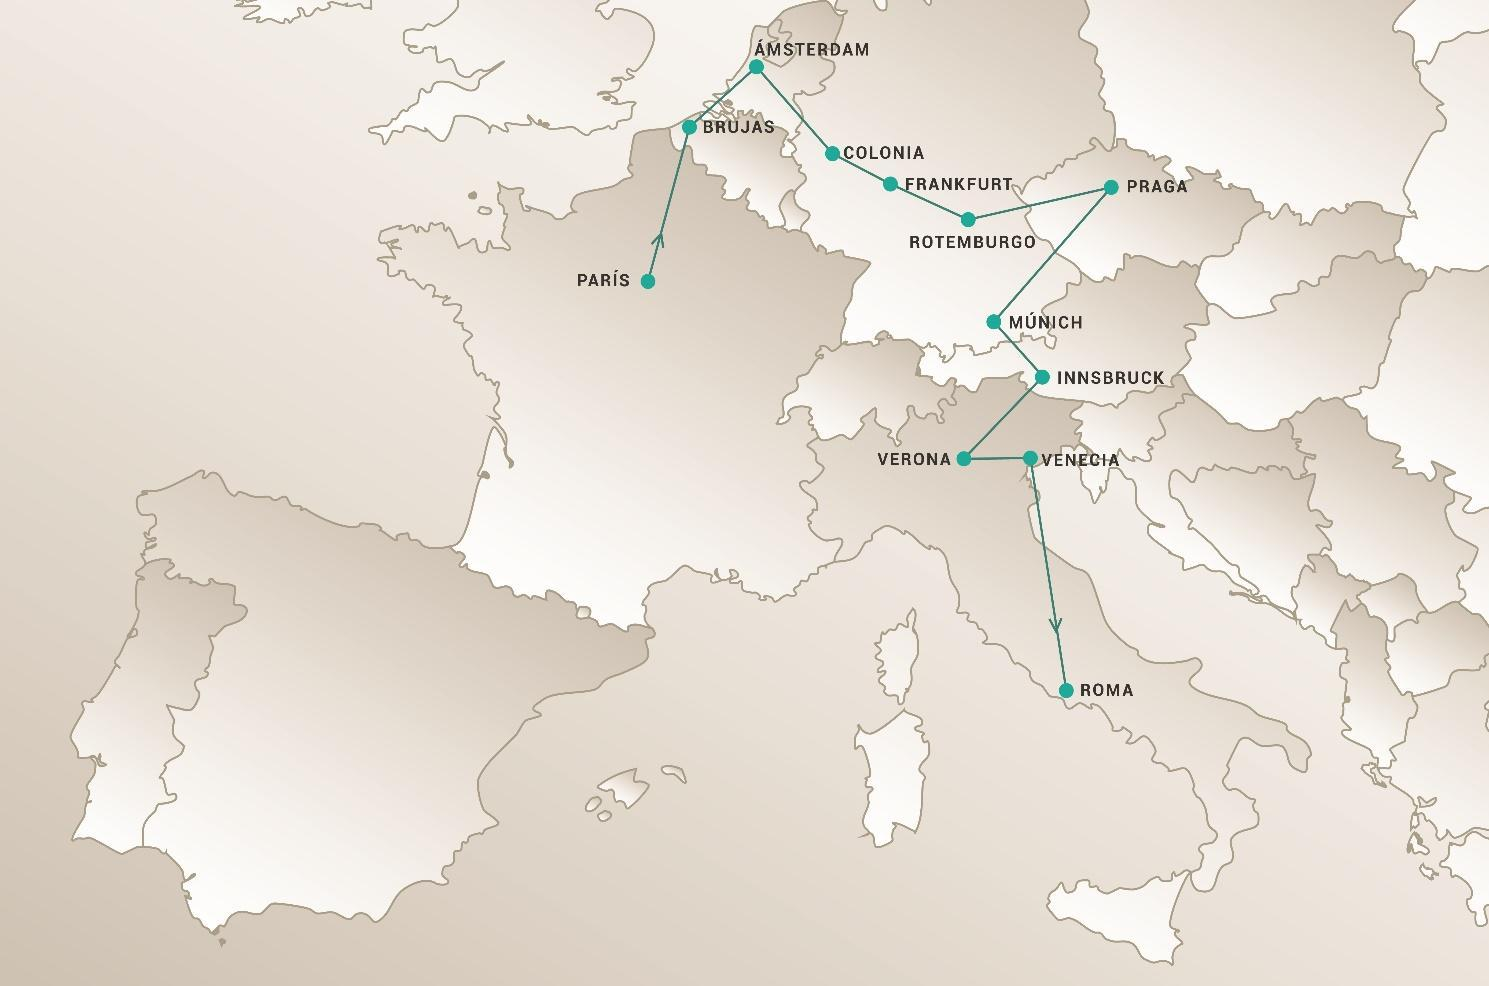 ÁMSTERDAM
BRUJAS
COLONIA
FRANKFURT
PRAGA
ROTEMBURGO
PARÍS
MÚNICH
INNSBRUCK
VERONA
VENECIA
ROMA